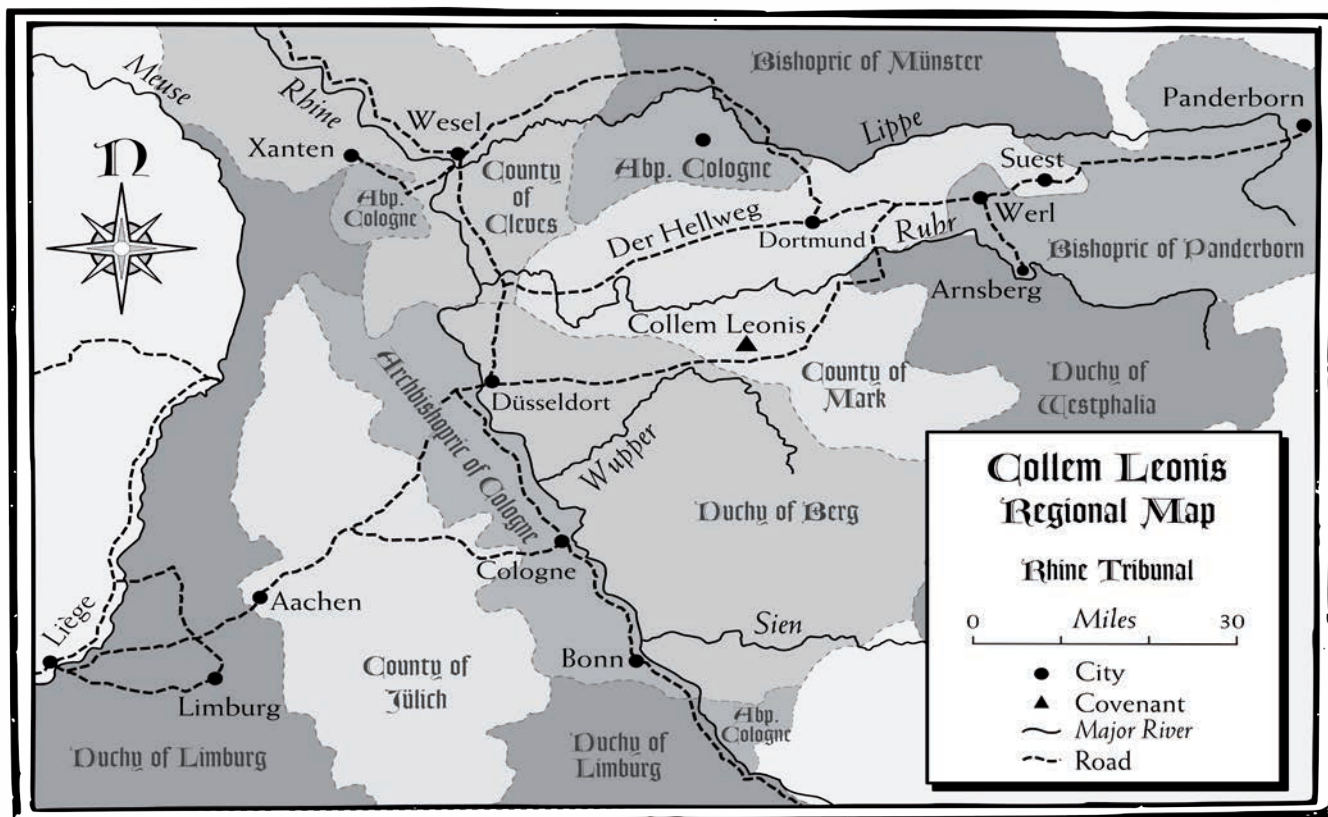 Meuse
Rhine
Xanten
Wesel
Bishopric of Münster
Lippe
Panderborn
Abp.
Cologne
County
of
Cleves
Abp. Cologne
Suest
Der Hellweg
Dortmund
Ruhr
Werl
Bishopric of Panderborn
Arnsberg
N
Collem Leonis
Archbishopric of Cologne
Düsseldort
County of
Mark
Duchy of
Westphalia
Wupper
Duchy of Berg
Cologne
Aachen
Liège
Limburg
County of
Jülich
Bonn
Sien
Duchy of Limburg
Duchy of
Limburg
Abp.
Cologne
Collem Leonis
Regional Map
Rhine Tribunal
0 Miles 30
City
Covenant
Major River
Road